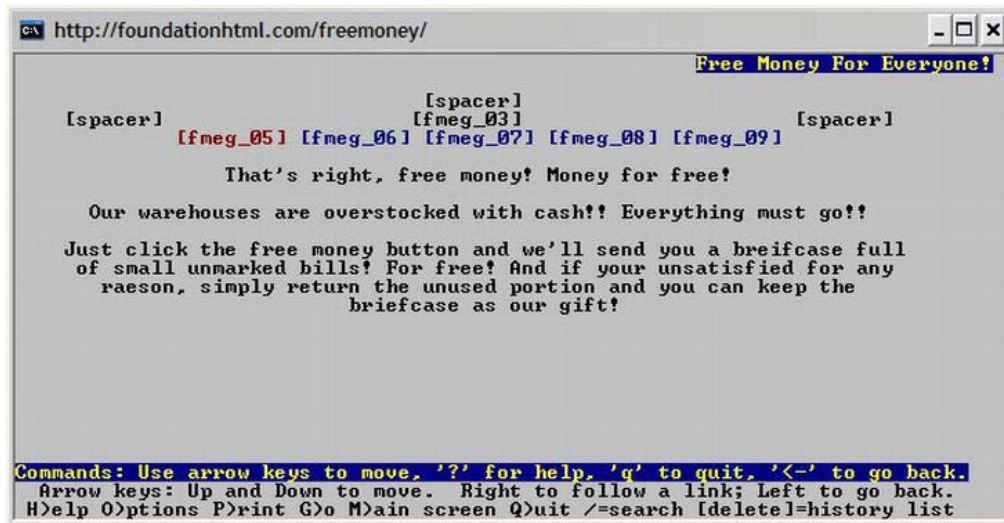 http://foundationhtml.com/freemoney/
Free Money For Everyone!
[spacer]
[spacer] [fmeg_03] [spacer]
[fmeg_05] [fmeg_06] [fmeg_07] [fmeg_08] [fmeg_09]
That's right, free money! Money for free!
Our warehouses are overstocked with cash!! Everything must go!!
Just click the free money button and we'll send you a breifcase full
of small unmarked bills! For free! And if your unsatisfied for any
raeson, simply return the unused portion and you can keep the
briefcase as our gift!
Commands: Use arrow keys to move, '?' for help, 'q' to quit, '<-' to go back.
Arrow keys: Up and Down to move. Right to follow a link; Left to go back.
H)elp O)ptions P)rint G)o M)ain screen Q)uit /=search [delete]=history list